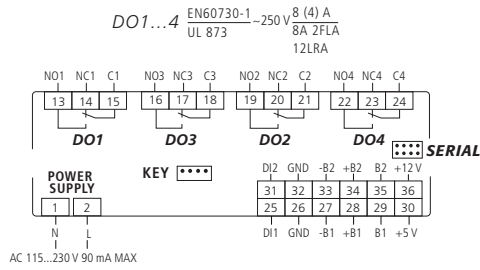 DO1...4 EN60730-1 ~250 V 8 (4) A
UL 873 8A 2FLA
12LRA
NO1 NC1 C1 NO3 NC3 C3 NO2 NC2 C2 NO4 NC4 C4
13 14 15 16 17 18 19 20 21 22 23 24
DO1 DO3 DO2 DO4
SERIAL
KEY
POWER
SUPPLY
DI2 GND -B2 +B2 B2 +12 V
31 32 33 34 35 36
1 2 25 26 27 28 29 30
N L DI1 GND -B1 +B1 B1 +5 V
AC 115...230 V 90 mA MAX